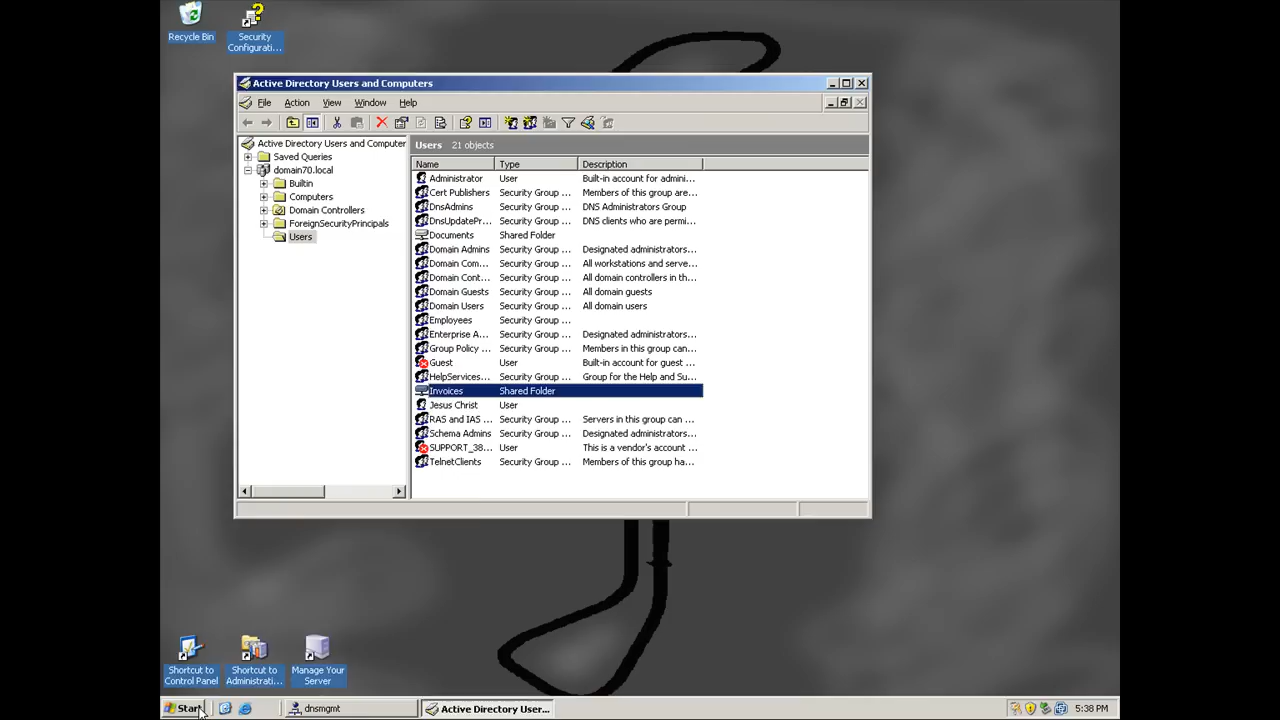 Recycle Bin
Security
Configurati...
Active Directory Users and Computers
File Action View Window Help
Active Directory Users and Computer
Saved Queries
domain70.local
Builtin
Computers
Domain Controllers
ForeignSecurityPrincipals
Users
Users 21 objects
Name Type Description
Administrator User Built-in account for admini...
Cert Publishers Security Group ... Members of this group are...
DnsAdmins Security Group ... DNS Administrators Group
DnsUpdatePr... Security Group ... DNS clients who are permi...
Documents Shared Folder
Domain Admins Security Group ... Designated administrators...
Domain Com... Security Group ... All workstations and serve...
Domain Cont... Security Group ... All domain controllers in th...
Domain Guests Security Group ... All domain guests
Domain Users Security Group ... All domain users
Employees Security Group ...
Enterprise A... Security Group ... Designated administrators...
Group Policy ... Security Group ... Members in this group can...
Guest User Built-in account for guest ...
HelpServices... Security Group ... Group for the Help and Su...
Invoices Shared Folder
Jesus Christ User
RAS and IAS ... Security Group ... Servers in this group can ...
Schema Admins Security Group ... Designated administrators...
SUPPORT_38... User This is a vendor's account ...
TelnetClients Security Group ... Members of this group ha...
Shortcut to
Control Panel
Shortcut to
Administrati...
Manage Your
Server
Start dnsmgmt Active Directory User... 5:38 PM